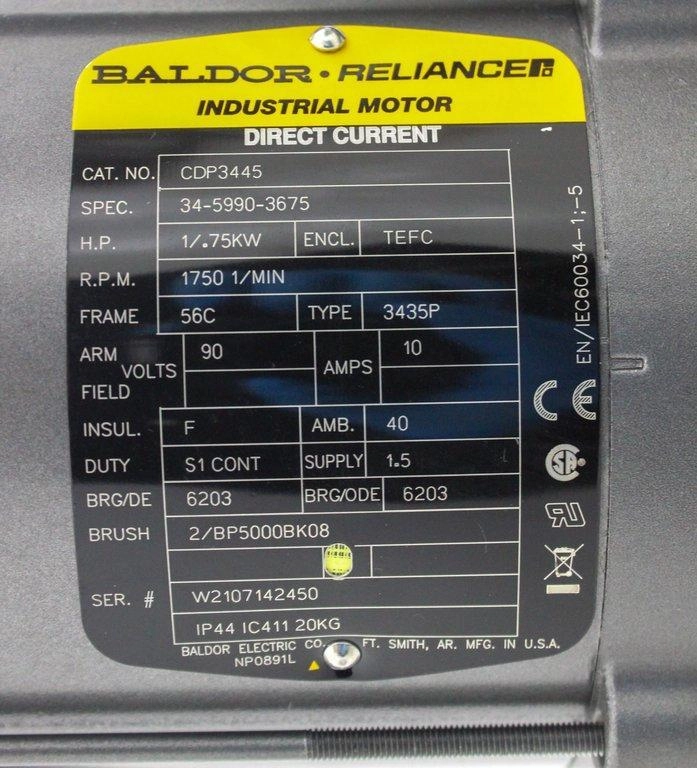 BALDOR • RELIANCE
INDUSTRIAL MOTOR
DIRECT CURRENT
CAT. NO. CDP3445
SPEC. 34-5990-3675
H.P. 1/.75KW ENCL. TEFC
R.P.M. 1750 1/MIN
FRAME 56C TYPE 3435P
ARM VOLTS 90 AMPS 10
FIELD
INSUL. F AMB. 40
DUTY S1 CONT SUPPLY 1.5
BRG/DE 6203 BRG/ODE 6203
BRUSH 2/BP5000BK08
SER. # W2107142450
IP44 IC411 20KG
BALDOR ELECTRIC CO. FT. SMITH, AR. MFG. IN U.S.A.
NP0891L
EN/IEC60034-1;-5
CE